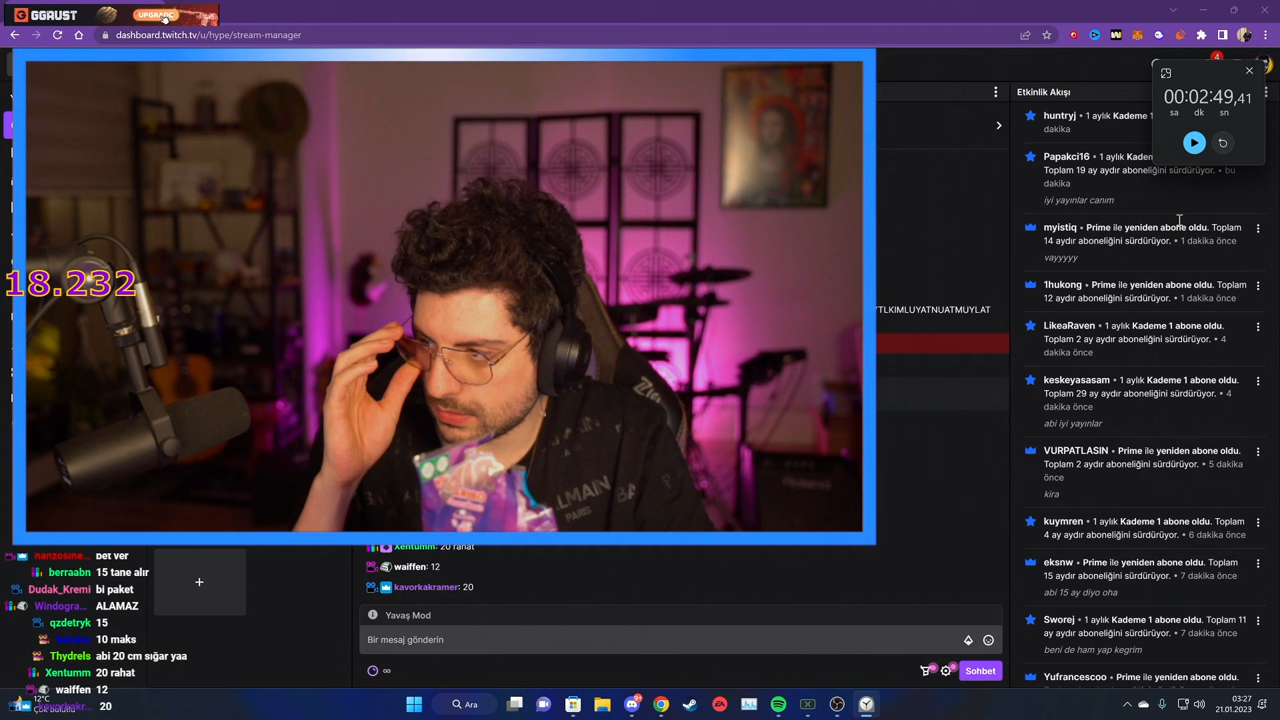 GGAUST
UPGRADE
dashboard.twitch.tv/u/hype/stream-manager
4
00:02:49,41
sa dk sn
18.232
Etkinlik Akışı
huntryj • 1 aylık Kademe 1
dakika
Papakci16 • 1 aylık Kadem
Toplam 19 ay aydır aboneliğini sürdürüyor. • bu
dakika
iyi yayınlar canım
myistiq • Prime ile yeniden abone oldu. Toplam
14 aydır aboneliğini sürdürüyor. • 1 dakika önce
vayyyyy
1hukong • Prime ile yeniden abone oldu. Toplam
12 aydır aboneliğini sürdürüyor. • 1 dakika önce
LikeaRaven • 1 aylık Kademe 1 abone oldu.
Toplam 2 ay aydır aboneliğini sürdürüyor. • 4
dakika önce
keskeyasasam • 1 aylık Kademe 1 abone oldu.
Toplam 29 ay aydır aboneliğini sürdürüyor. • 4
dakika önce
abi iyi yayınlar
VURPATLASIN • Prime ile yeniden abone oldu.
Toplam 2 aydır aboneliğini sürdürüyor. • 5 dakika
önce
kira
kuymren • 1 aylık Kademe 1 abone oldu. Toplam
4 ay aydır aboneliğini sürdürüyor. • 6 dakika önce
eksnw • Prime ile yeniden abone oldu. Toplam
15 aydır aboneliğini sürdürüyor. • 7 dakika önce
abi 15 ay diyo oha
Sworej • 1 aylık Kademe 1 abone oldu. Toplam 11
ay aydır aboneliğini sürdürüyor. • 7 dakika önce
beni de ham yap kegrim
Yufrancescoo • Prime ile yeniden abone oldu.
YTLKIMLUYATNUATMUYLAT
BALMAIN
PARIS
bet ver
berraabn 15 tane alır
Dudak_Kremi bi paket
Windogra... ALAMAZ
qzdetryk 15
10 maks
Thydrels abi 20 cm sığar yaa
Xentumm 20 rahat
waiffen 12
20
Xentumm: 20 rahat
waiffen: 12
kavorkakramer: 20
Yavaş Mod
Bir mesaj gönderin
Sohbet
12°C
Çok bulutlu
Ara
03:27
21.01.2023